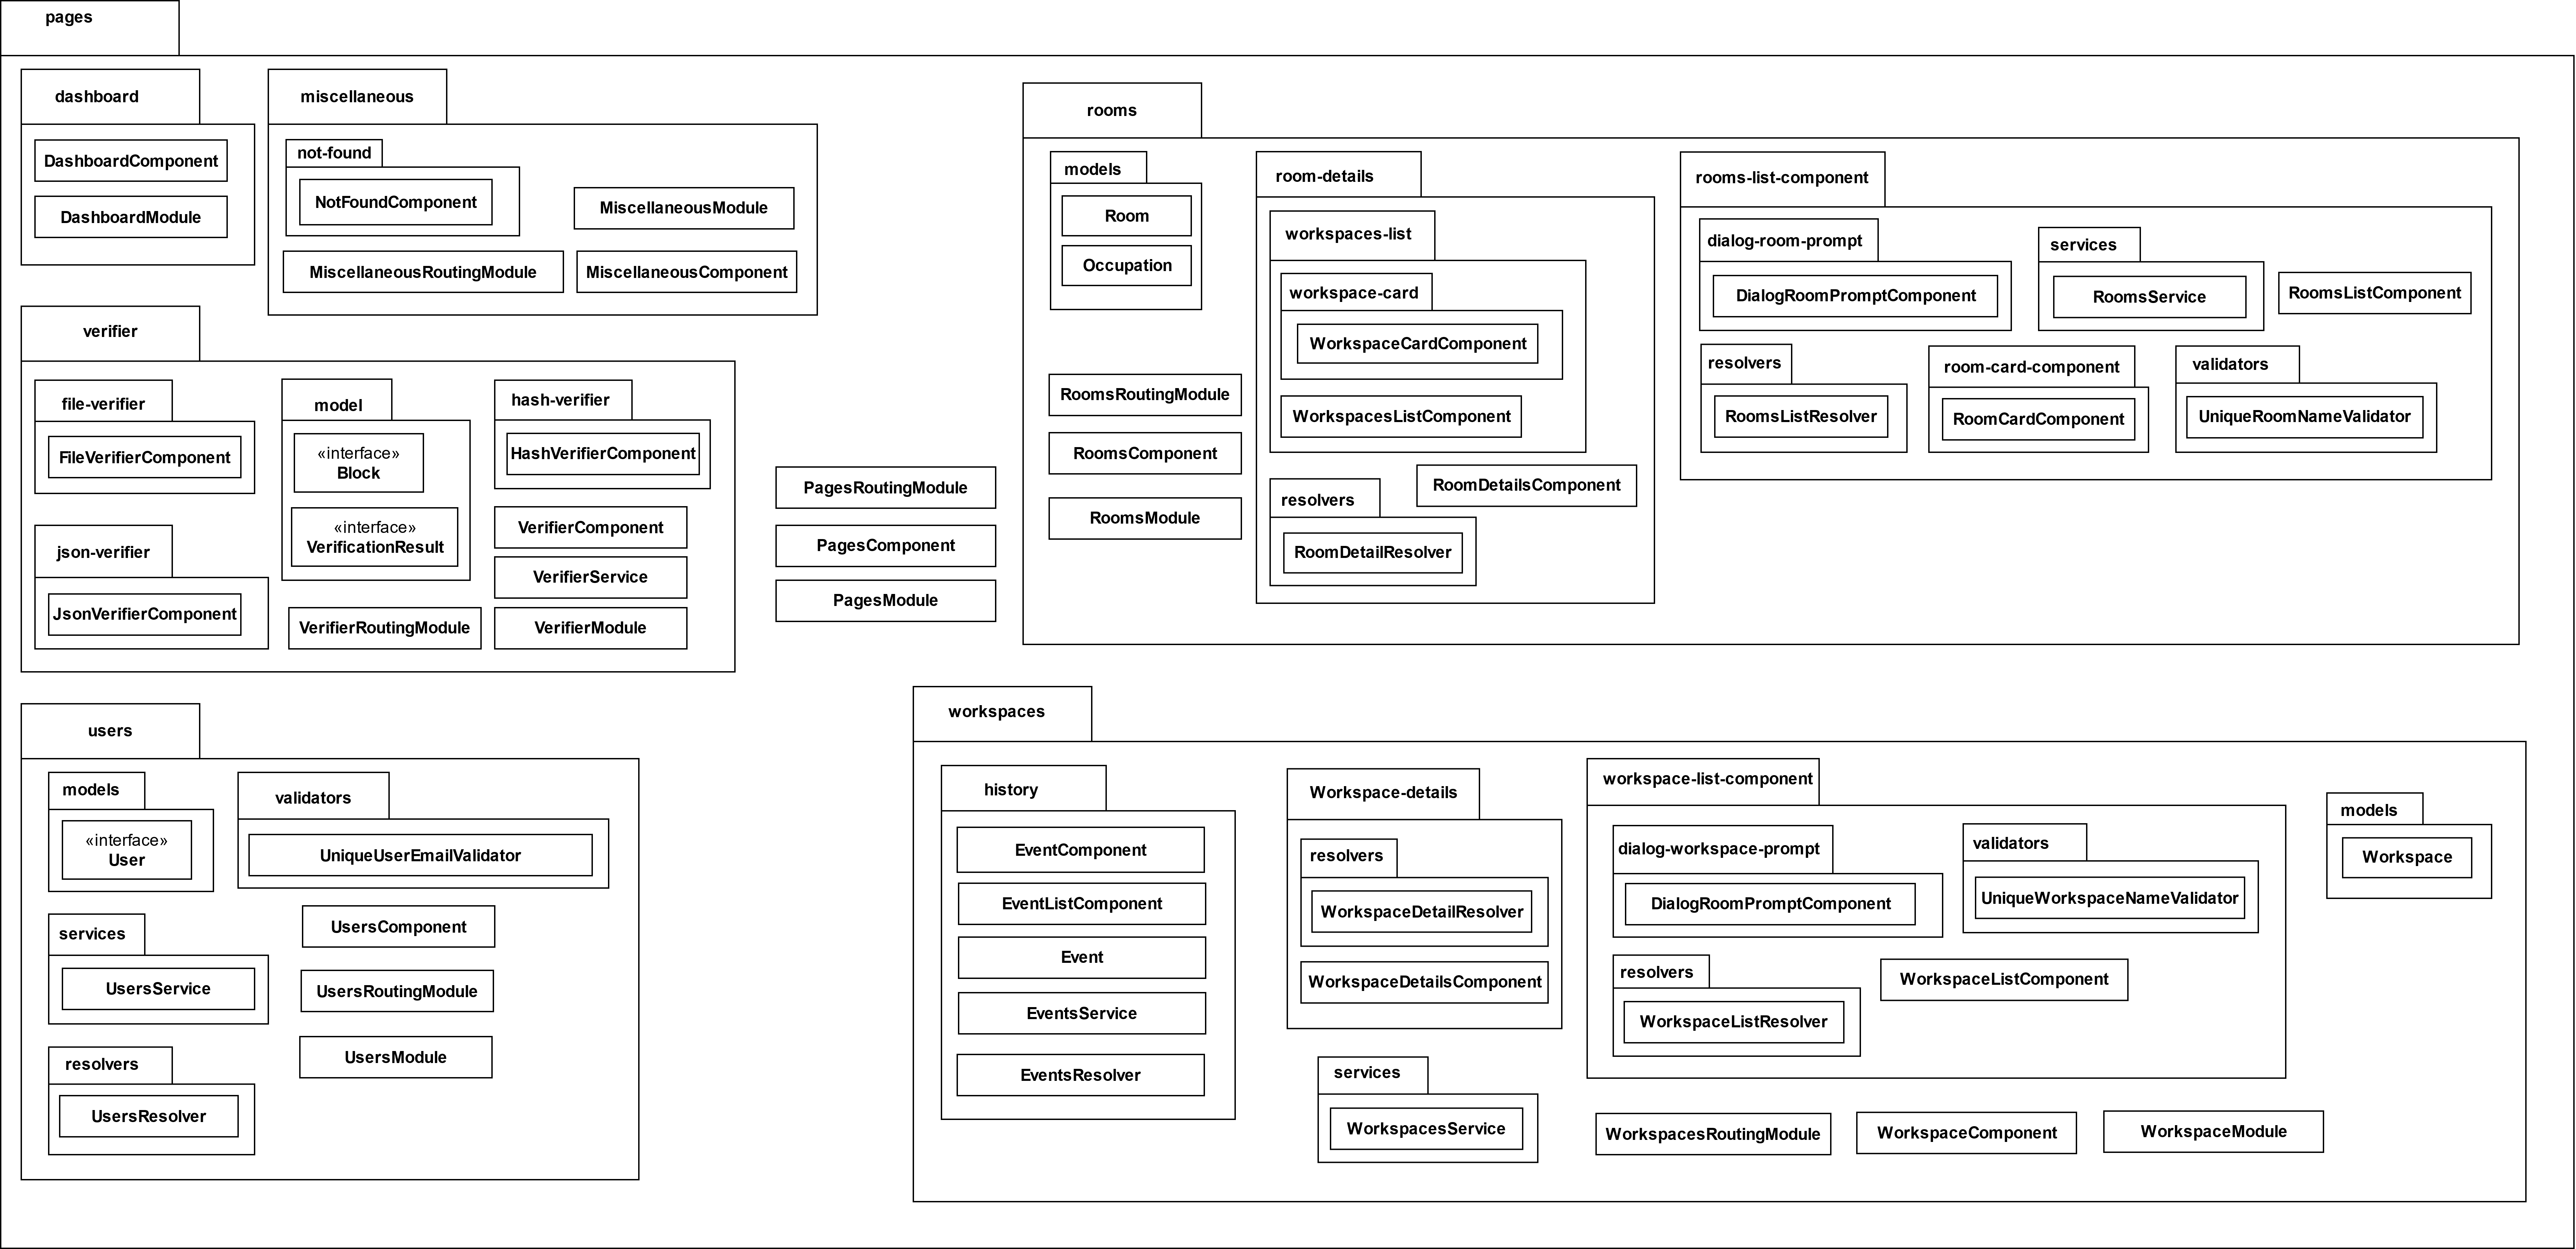 pages
dashboard
DashboardComponent
DashboardModule
miscellaneous
not-found
NotFoundComponent
MiscellaneousModule
MiscellaneousRoutingModule
MiscellaneousComponent
verifier
file-verifier
FileVerifierComponent
model
«interface»
Block
«interface»
VerificationResult
hash-verifier
HashVerifierComponent
json-verifier
JsonVerifierComponent
VerifierComponent
VerifierService
VerifierRoutingModule
VerifierModule
PagesRoutingModule
PagesComponent
PagesModule
rooms
models
Room
Occupation
RoomsRoutingModule
RoomsComponent
RoomsModule
room-details
workspaces-list
workspace-card
WorkspaceCardComponent
WorkspacesListComponent
RoomDetailsComponent
resolvers
RoomDetailResolver
rooms-list-component
dialog-room-prompt
DialogRoomPromptComponent
services
RoomsService
RoomsListComponent
resolvers
RoomsListResolver
room-card-component
RoomCardComponent
validators
UniqueRoomNameValidator
users
models
«interface»
User
validators
UniqueUserEmailValidator
services
UsersService
UsersComponent
UsersRoutingModule
UsersModule
resolvers
UsersResolver
workspaces
history
EventComponent
EventListComponent
Event
EventsService
EventsResolver
Workspace-details
resolvers
WorkspaceDetailResolver
WorkspaceDetailsComponent
services
WorkspacesService
workspace-list-component
dialog-workspace-prompt
DialogRoomPromptComponent
validators
UniqueWorkspaceNameValidator
resolvers
WorkspaceListResolver
WorkspaceListComponent
models
Workspace
WorkspacesRoutingModule
WorkspaceComponent
WorkspaceModule